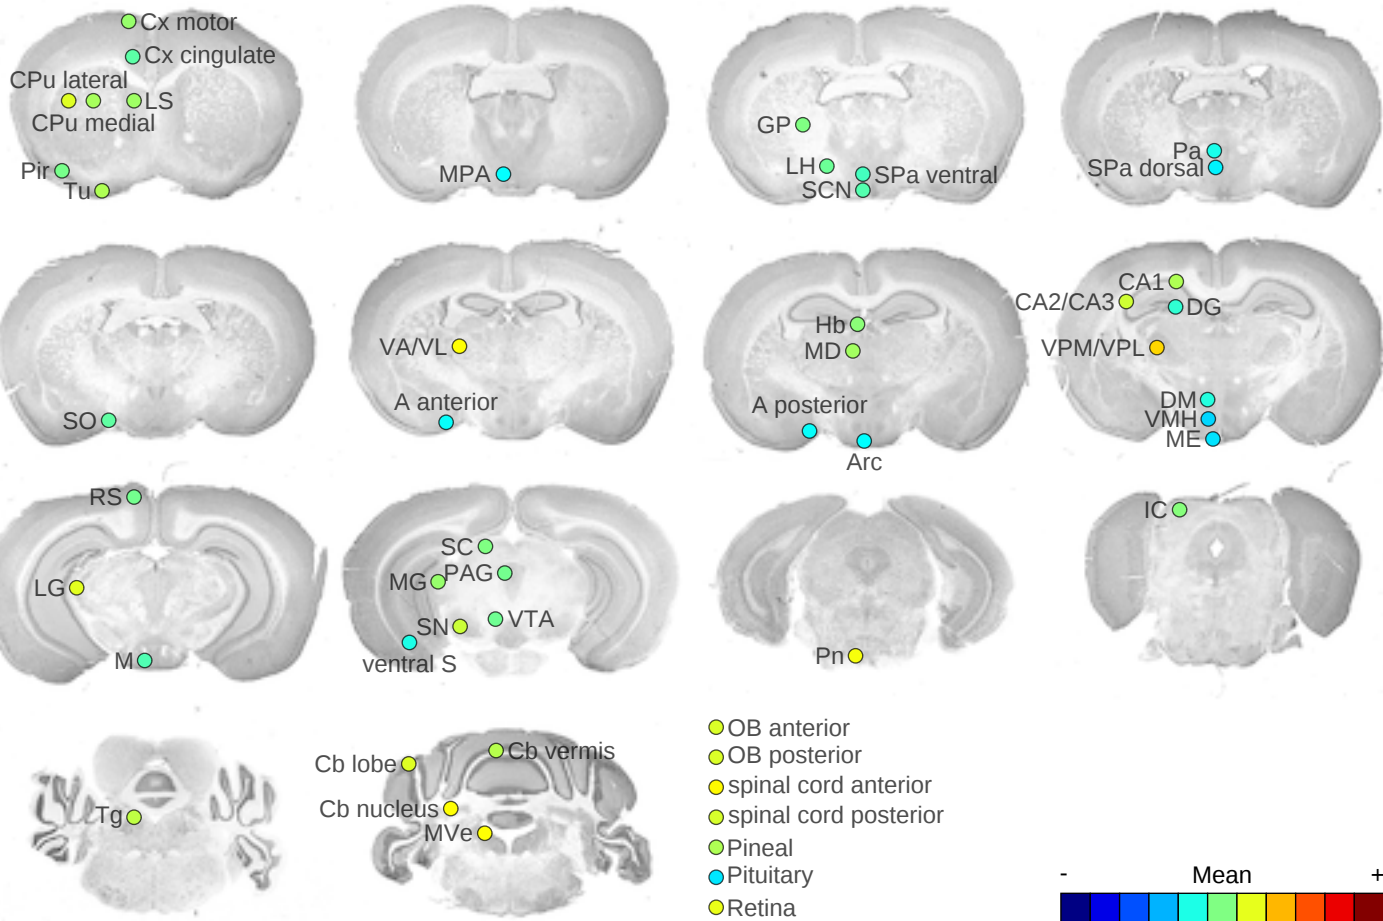 Cx motor
Cx cingulate
CPu lateral
LS
CPu medial
Pir
Tu
MPA
GP
LH
SPa ventral
SCN
Pa
SPa dorsal
SO
VA/VL
A anterior
Hb
MD
A posterior
Arc
CA1
CA2/CA3
DG
VPM/VPL
DM
VMH
ME
RS
LG
M
SC
PAG
MG
VTA
SN
ventral S
Pn
IC
Tg
Cb lobe
Cb vermis
Cb nucleus
MVe
OB anterior
OB posterior
spinal cord anterior
spinal cord posterior
Pineal
Pituitary
Retina
- Mean +